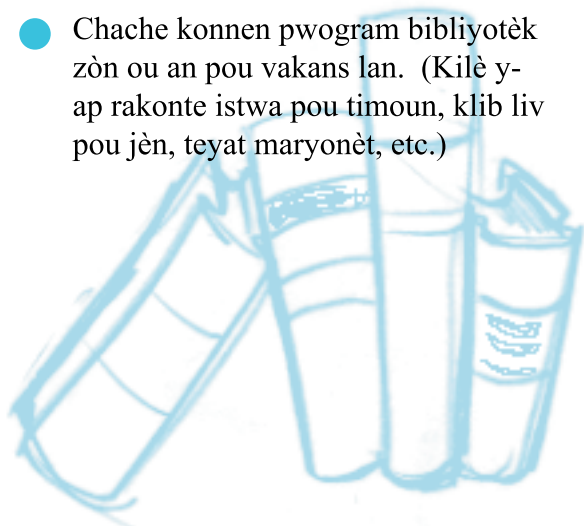 Chache konnen pwogram bibliyotèk
zòn ou an pou vakans lan.  (Kilè y-
ap rakonte istwa pou timoun, klib liv
pou jèn, teyat maryonèt, etc.)